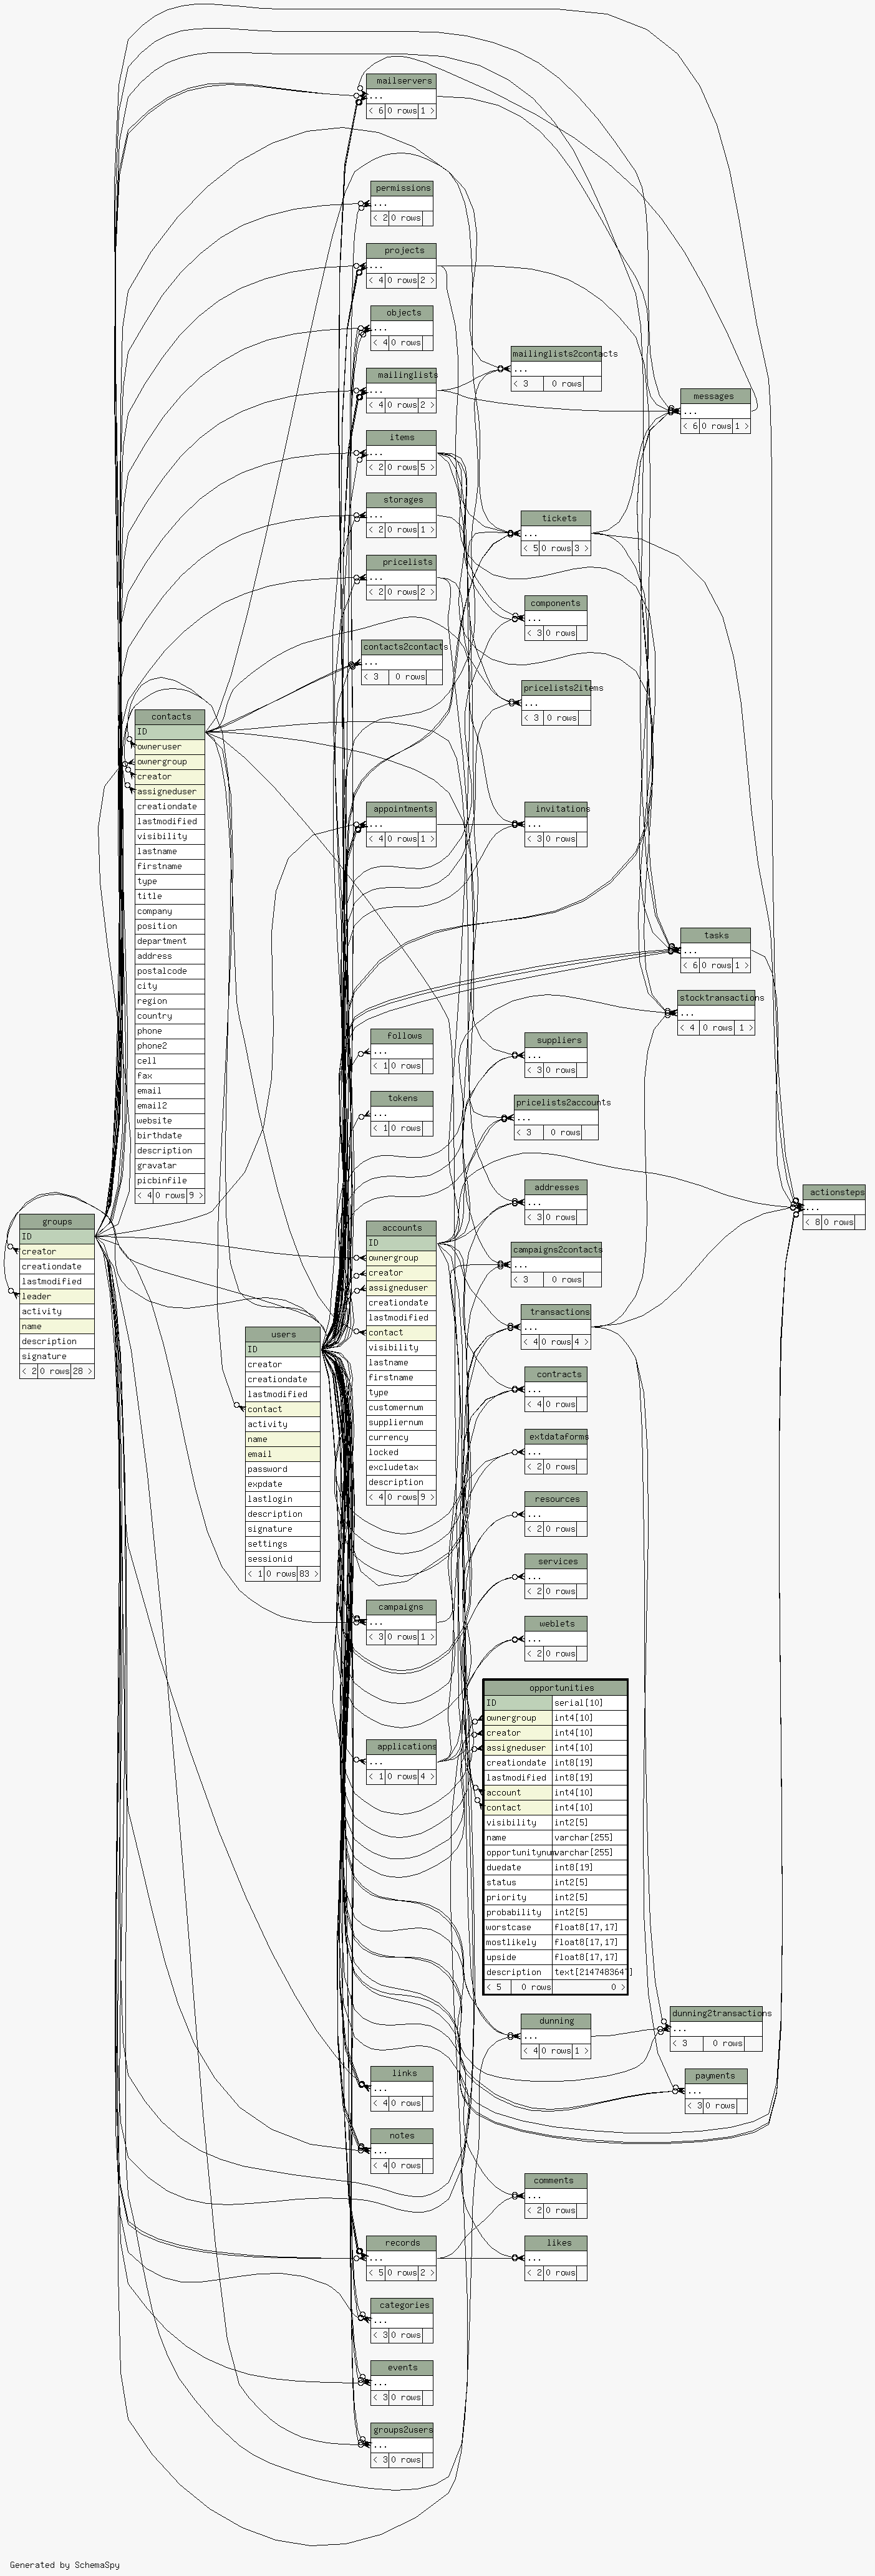 mailservers
...
< 6 0 rows 1 >
permissions
...
< 2 0 rows
projects
...
< 4 0 rows 2 >
objects
...
< 4 0 rows
mailinglists2contacts
...
< 3 0 rows
mailinglists
...
< 4 0 rows 2 >
messages
...
< 6 0 rows 1 >
items
...
< 2 0 rows 5 >
storages
...
< 2 0 rows 1 >
tickets
...
< 5 0 rows 3 >
pricelists
...
< 2 0 rows 2 >
components
...
< 3 0 rows
contacts2contacts
...
< 3 0 rows
pricelists2items
...
< 3 0 rows
contacts
ID
owneruser
ownergroup
creator
assigneduser
creationdate
lastmodified
visibility
lastname
firstname
type
title
company
position
department
address
postalcode
city
region
country
phone
phone2
cell
fax
email
email2
website
birthdate
description
gravatar
picbinfile
< 4 0 rows 9 >
appointments
...
< 4 0 rows 1 >
invitations
...
< 3 0 rows
tasks
...
< 6 0 rows 1 >
stocktransactions
...
< 4 0 rows 1 >
follows
...
< 1 0 rows
suppliers
...
< 3 0 rows
tokens
...
< 1 0 rows
pricelists2accounts
...
< 3 0 rows
addresses
...
< 3 0 rows
actionsteps
...
< 8 0 rows
groups
ID
creator
creationdate
lastmodified
leader
activity
name
description
signature
< 2 0 rows 28 >
accounts
ID
ownergroup
creator
assigneduser
creationdate
lastmodified
contact
visibility
lastname
firstname
type
customernum
suppliernum
currency
locked
excludetax
description
< 4 0 rows 9 >
campaigns2contacts
...
< 3 0 rows
transactions
...
< 4 0 rows 4 >
users
ID
creator
creationdate
lastmodified
contact
activity
name
email
password
expdate
lastlogin
description
signature
settings
sessionid
< 1 0 rows 83 >
contracts
...
< 4 0 rows
extdataforms
...
< 2 0 rows
resources
...
< 2 0 rows
services
...
< 2 0 rows
campaigns
...
< 3 0 rows 1 >
weblets
...
< 2 0 rows
opportunities
ID serial[10]
ownergroup int4[10]
creator int4[10]
assigneduser int4[10]
creationdate int8[19]
lastmodified int8[19]
account int4[10]
contact int4[10]
visibility int2[5]
name varchar[255]
opportunitynum varchar[255]
duedate int8[19]
status int2[5]
priority int2[5]
probability int2[5]
worstcase float8[17,17]
mostlikely float8[17,17]
upside float8[17,17]
description text[2147483647]
< 5 0 rows 0 >
applications
...
< 1 0 rows 4 >
dunning2transactions
...
< 3 0 rows
dunning
...
< 4 0 rows 1 >
links
...
< 4 0 rows
payments
...
< 3 0 rows
notes
...
< 4 0 rows
comments
...
< 2 0 rows
records
...
< 5 0 rows 2 >
likes
...
< 2 0 rows
categories
...
< 3 0 rows
events
...
< 3 0 rows
groups2users
...
< 3 0 rows
Generated by SchemaSpy